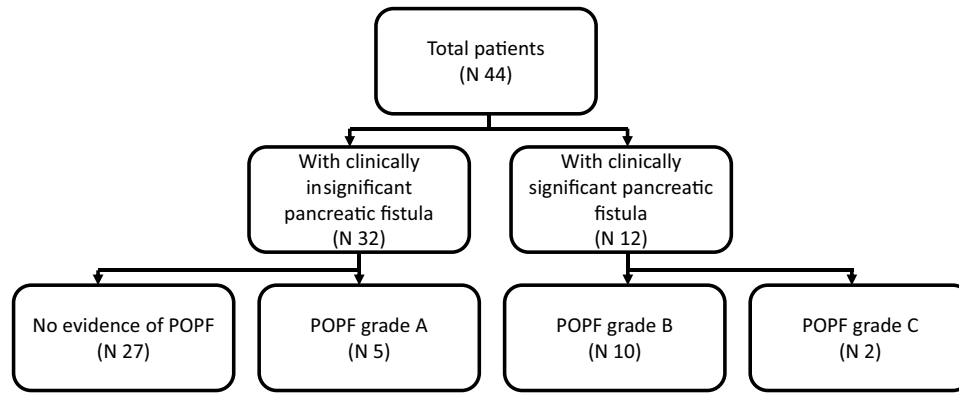 Total patients
(N 44)
With clinically
insignificant
pancreatic fistula
(N 32)
With clinically
significant pancreatic
fistula
(N 12)
No evidence of POPF
(N 27)
POPF grade A
(N 5)
POPF grade B
(N 10)
POPF grade C
(N 2)